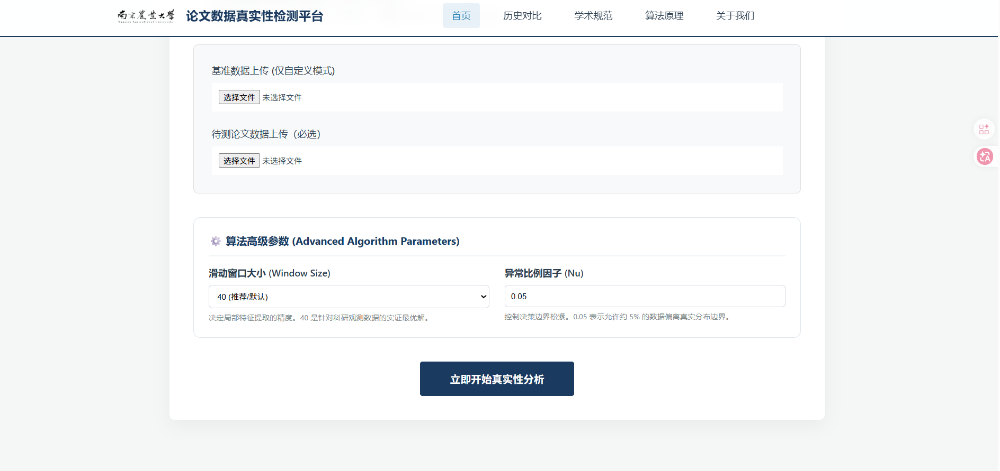 南京農業大學
Nanjing Agricultural University
论文数据真实性检测平台
首页
历史对比
学术规范
算法原理
关于我们
基准数据上传 (仅自定义模式)
选择文件 未选择文件
待测论文数据上传（必选）
选择文件 未选择文件
算法高级参数 (Advanced Algorithm Parameters)
滑动窗口大小 (Window Size)
40 (推荐/默认)
决定局部特征提取的精度。40 是针对科研观测数据的实证最优解。
异常比例因子 (Nu)
0.05
控制决策边界松紧。0.05 表示允许约 5% 的数据偏离真实分布边界。
立即开始真实性分析